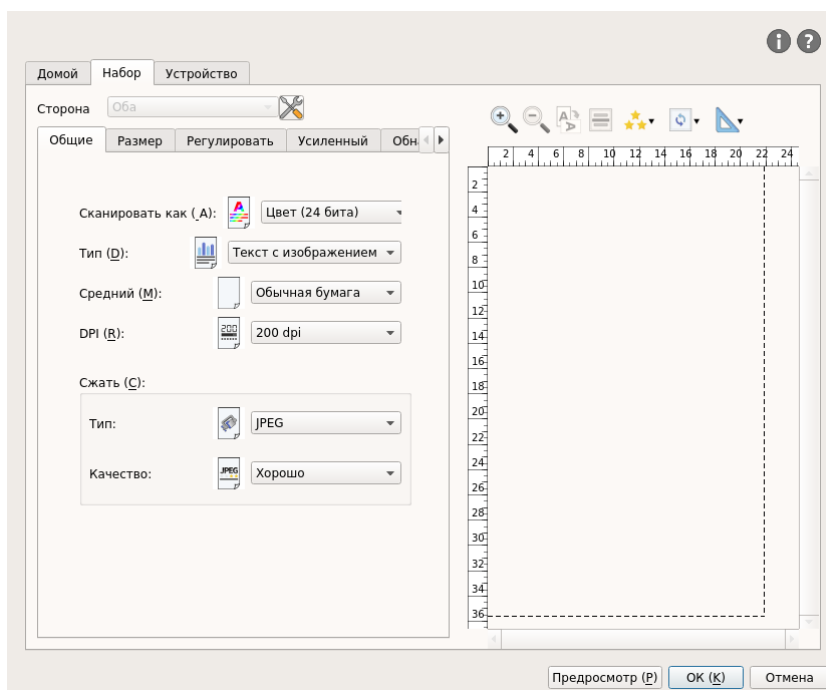 Домой Набор Устройство
Сторона Оба
Общие Размер Регулировать Усиленный
Сканировать как ( A): Цвет (24 бита)
Тип (D): Текст с изображением
Средний (M): Обычная бумага
DPI (R): 200 200 dpi
Сжать (C):
Тип: JPEG
Качество: JPEG Хорошо
2 4 6 8 10 12 14 16 18 20 22 24
2
4
6
8
10
12
14
16
18
20
22
24
26
28
30
32
34
36
Предросмотр (P) ОК (K) Отмена